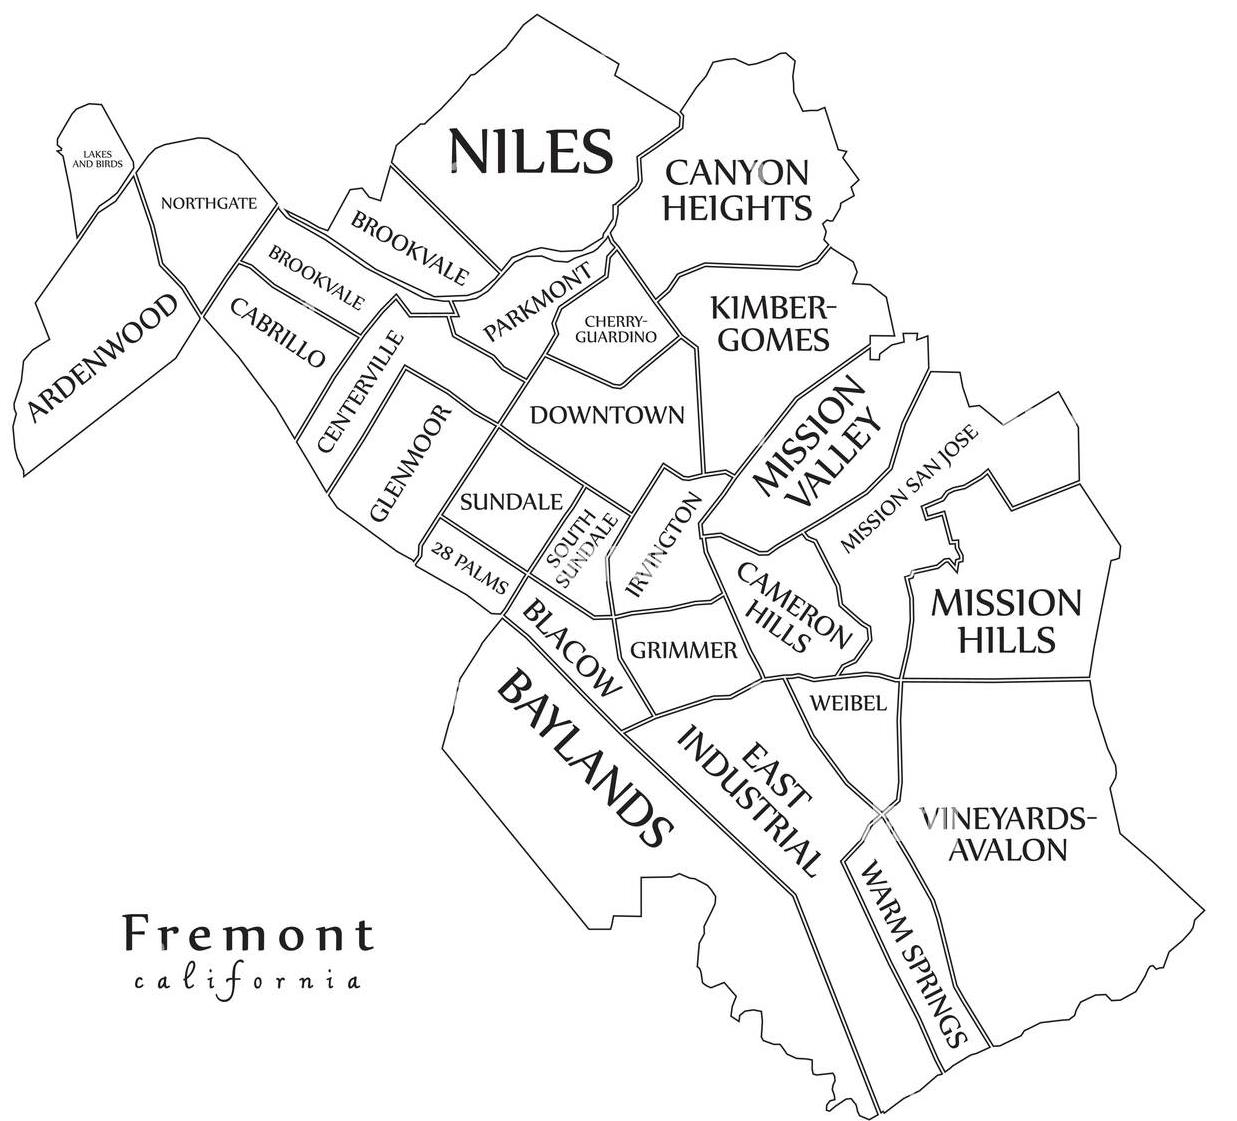 NILES
CANYON
HEIGHTS
LAKES
AND BIRDS
NORTHGATE
BROOKVALE
BROOKVALE
PARKMONT
CHERRY-
GUARDINO
KIMBER-
GOMES
ARDENWOOD
CABRILLO
CENTERVILLE
DOWNTOWN
MISSION
VALLEY
GLENMOOR
MISSION SAN JOSE
SUNDALE
SOUTH
SUNDALE
IRVINGTON
28 PALMS
CAMERON
HILLS
MISSION
HILLS
BLACOW
GRIMMER
WEIBEL
BAYLANDS
EAST
INDUSTRIAL
VINEYARDS-
AVALON
WARM SPRINGS
Fremont
california